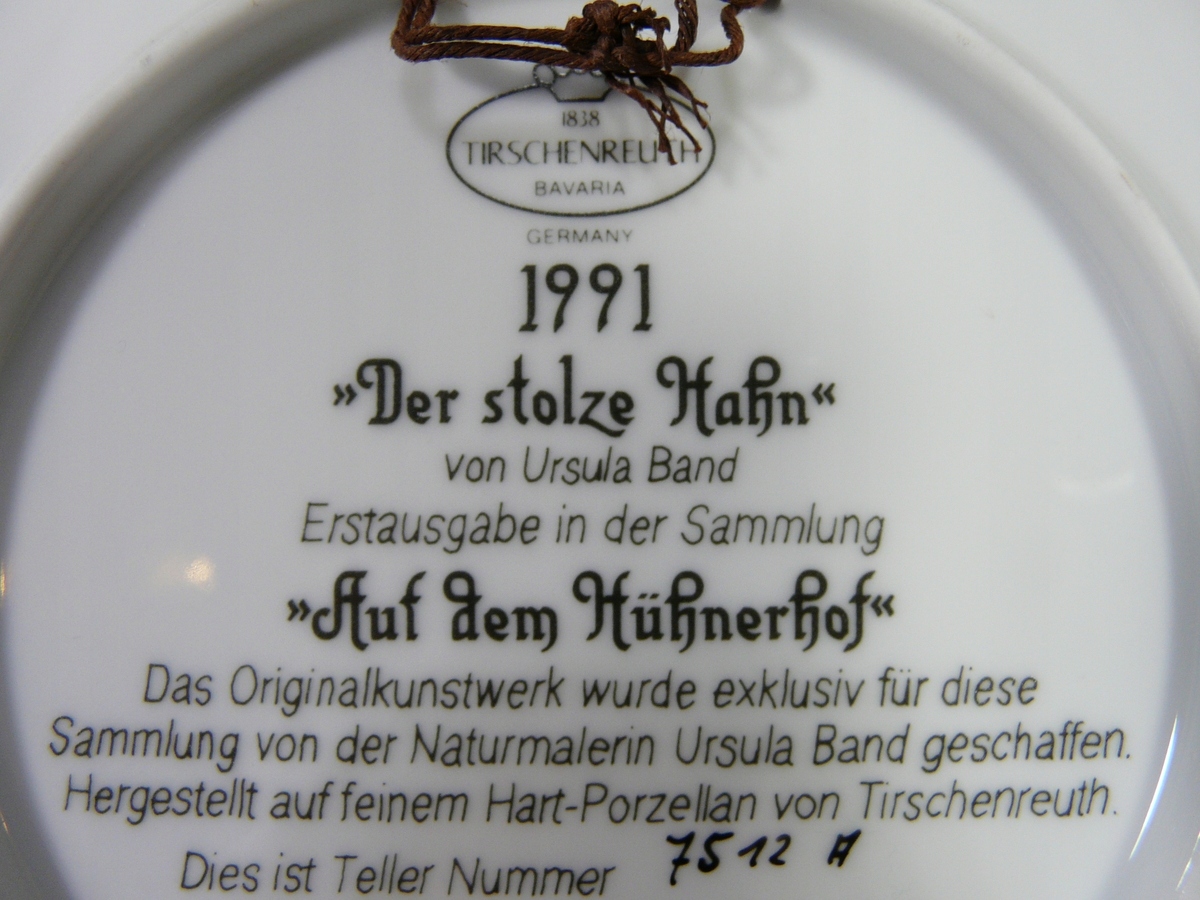 1838
TIRSCHENREUTH
BAVARIA
GERMANY
1991
»Der stolze Hahn«
von Ursula Band
Erstausgabe in der Sammlung
»Auf dem Hühnerhof«
Das Originalkunstwerk wurde exklusiv für diese
Sammlung von der Naturmalerin Ursula Band geschaffen.
Hergestellt auf feinem Hart-Porzellan von Tirschenreuth.
Dies ist Teller Nummer 7512 A